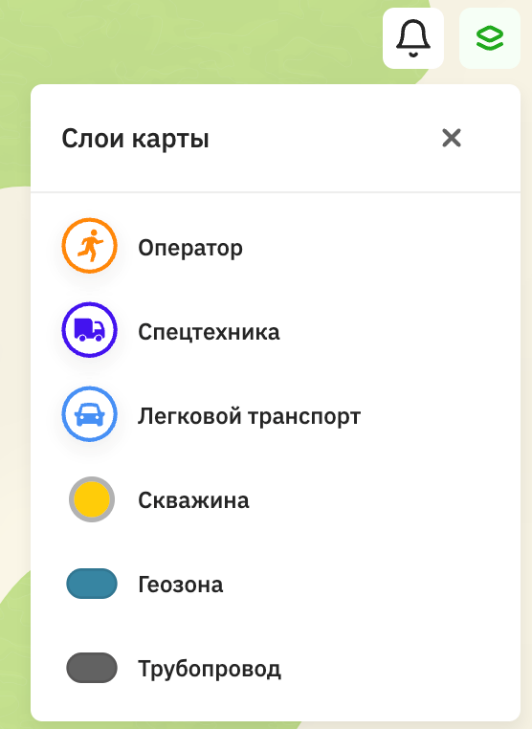 Слои карты
Оператор
Спецтехника
Легковой транспорт
Скважина
Геозона
Трубопровод